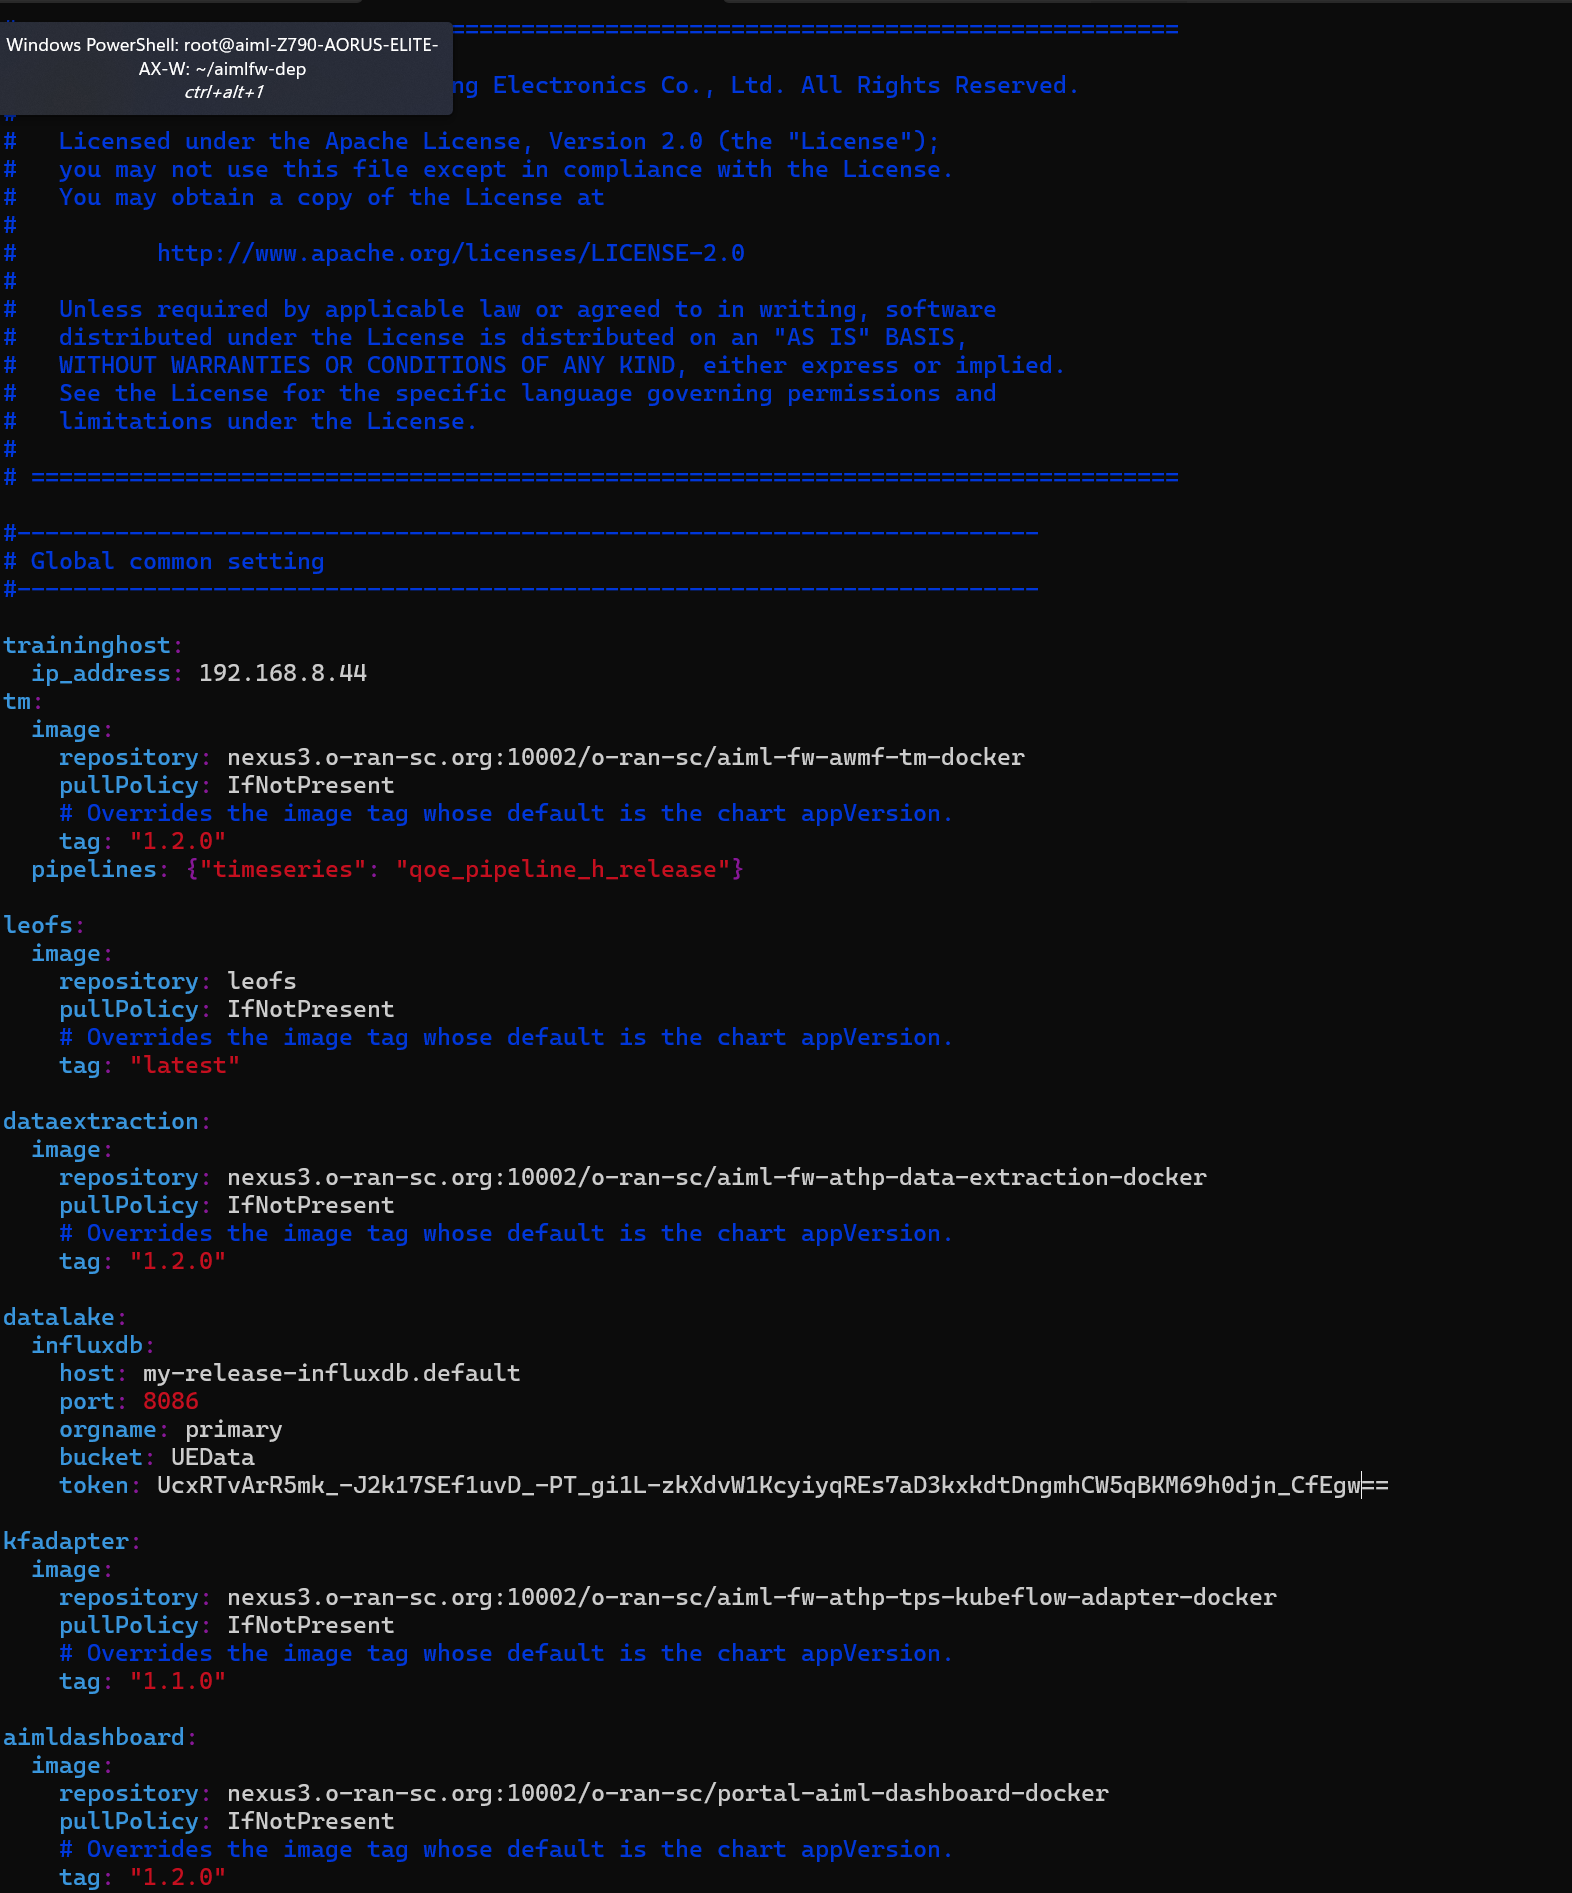 # ==================================================================================
Windows PowerShell: root@aiml-Z790-AORUS-ELITE-
AX-W: ~/aimlfw-dep
ctrl+alt+1
ng Electronics Co., Ltd. All Rights Reserved.
#
#   Licensed under the Apache License, Version 2.0 (the "License");
#   you may not use this file except in compliance with the License.
#   You may obtain a copy of the License at
#
#          http://www.apache.org/licenses/LICENSE-2.0
#
#   Unless required by applicable law or agreed to in writing, software
#   distributed under the License is distributed on an "AS IS" BASIS,
#   WITHOUT WARRANTIES OR CONDITIONS OF ANY KIND, either express or implied.
#   See the License for the specific language governing permissions and
#   limitations under the License.
#
# ==================================================================================
#-------------------------------------------------------------------------
# Global common setting
#-------------------------------------------------------------------------
traininghost:
  ip_address: 192.168.8.44
tm:
  image:
    repository: nexus3.o-ran-sc.org:10002/o-ran-sc/aiml-fw-awmf-tm-docker
    pullPolicy: IfNotPresent
    # Overrides the image tag whose default is the chart appVersion.
    tag: "1.2.0"
  pipelines: {"timeseries": "qoe_pipeline_h_release"}
leofs:
  image:
    repository: leofs
    pullPolicy: IfNotPresent
    # Overrides the image tag whose default is the chart appVersion.
    tag: "latest"
dataextraction:
  image:
    repository: nexus3.o-ran-sc.org:10002/o-ran-sc/aiml-fw-athp-data-extraction-docker
    pullPolicy: IfNotPresent
    # Overrides the image tag whose default is the chart appVersion.
    tag: "1.2.0"
datalake:
  influxdb:
    host: my-release-influxdb.default
    port: 8086
    orgname: primary
    bucket: UEData
    token: UcxRTvArR5mk_-J2k17SEf1uvD_-PT_gi1L-zkXdvW1KcyiyqREs7aD3kxkdtDngmhCW5qBKM69h0djn_CfEgw==
kfadapter:
  image:
    repository: nexus3.o-ran-sc.org:10002/o-ran-sc/aiml-fw-athp-tps-kubeflow-adapter-docker
    pullPolicy: IfNotPresent
    # Overrides the image tag whose default is the chart appVersion.
    tag: "1.1.0"
aimldashboard:
  image:
    repository: nexus3.o-ran-sc.org:10002/o-ran-sc/portal-aiml-dashboard-docker
    pullPolicy: IfNotPresent
    # Overrides the image tag whose default is the chart appVersion.
    tag: "1.2.0"